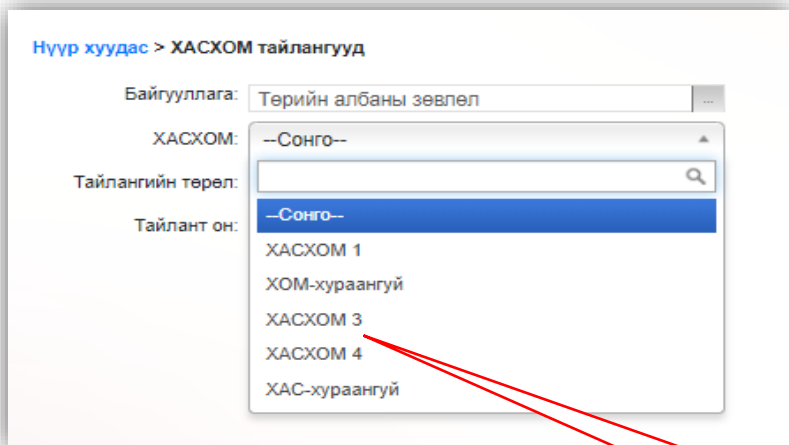 Нүүр хуудас > ХАСХОМ тайлангууд
Байгууллага: Төрийн албаны зөвлөл ...
ХАСХОМ: --Сонго--
Тайлангийн төрөл:
Тайлант он:
--Сонго--
ХАСХОМ 1
ХОМ-хураангуй
ХАСХОМ 3
ХАСХОМ 4
ХАС-хураангуй